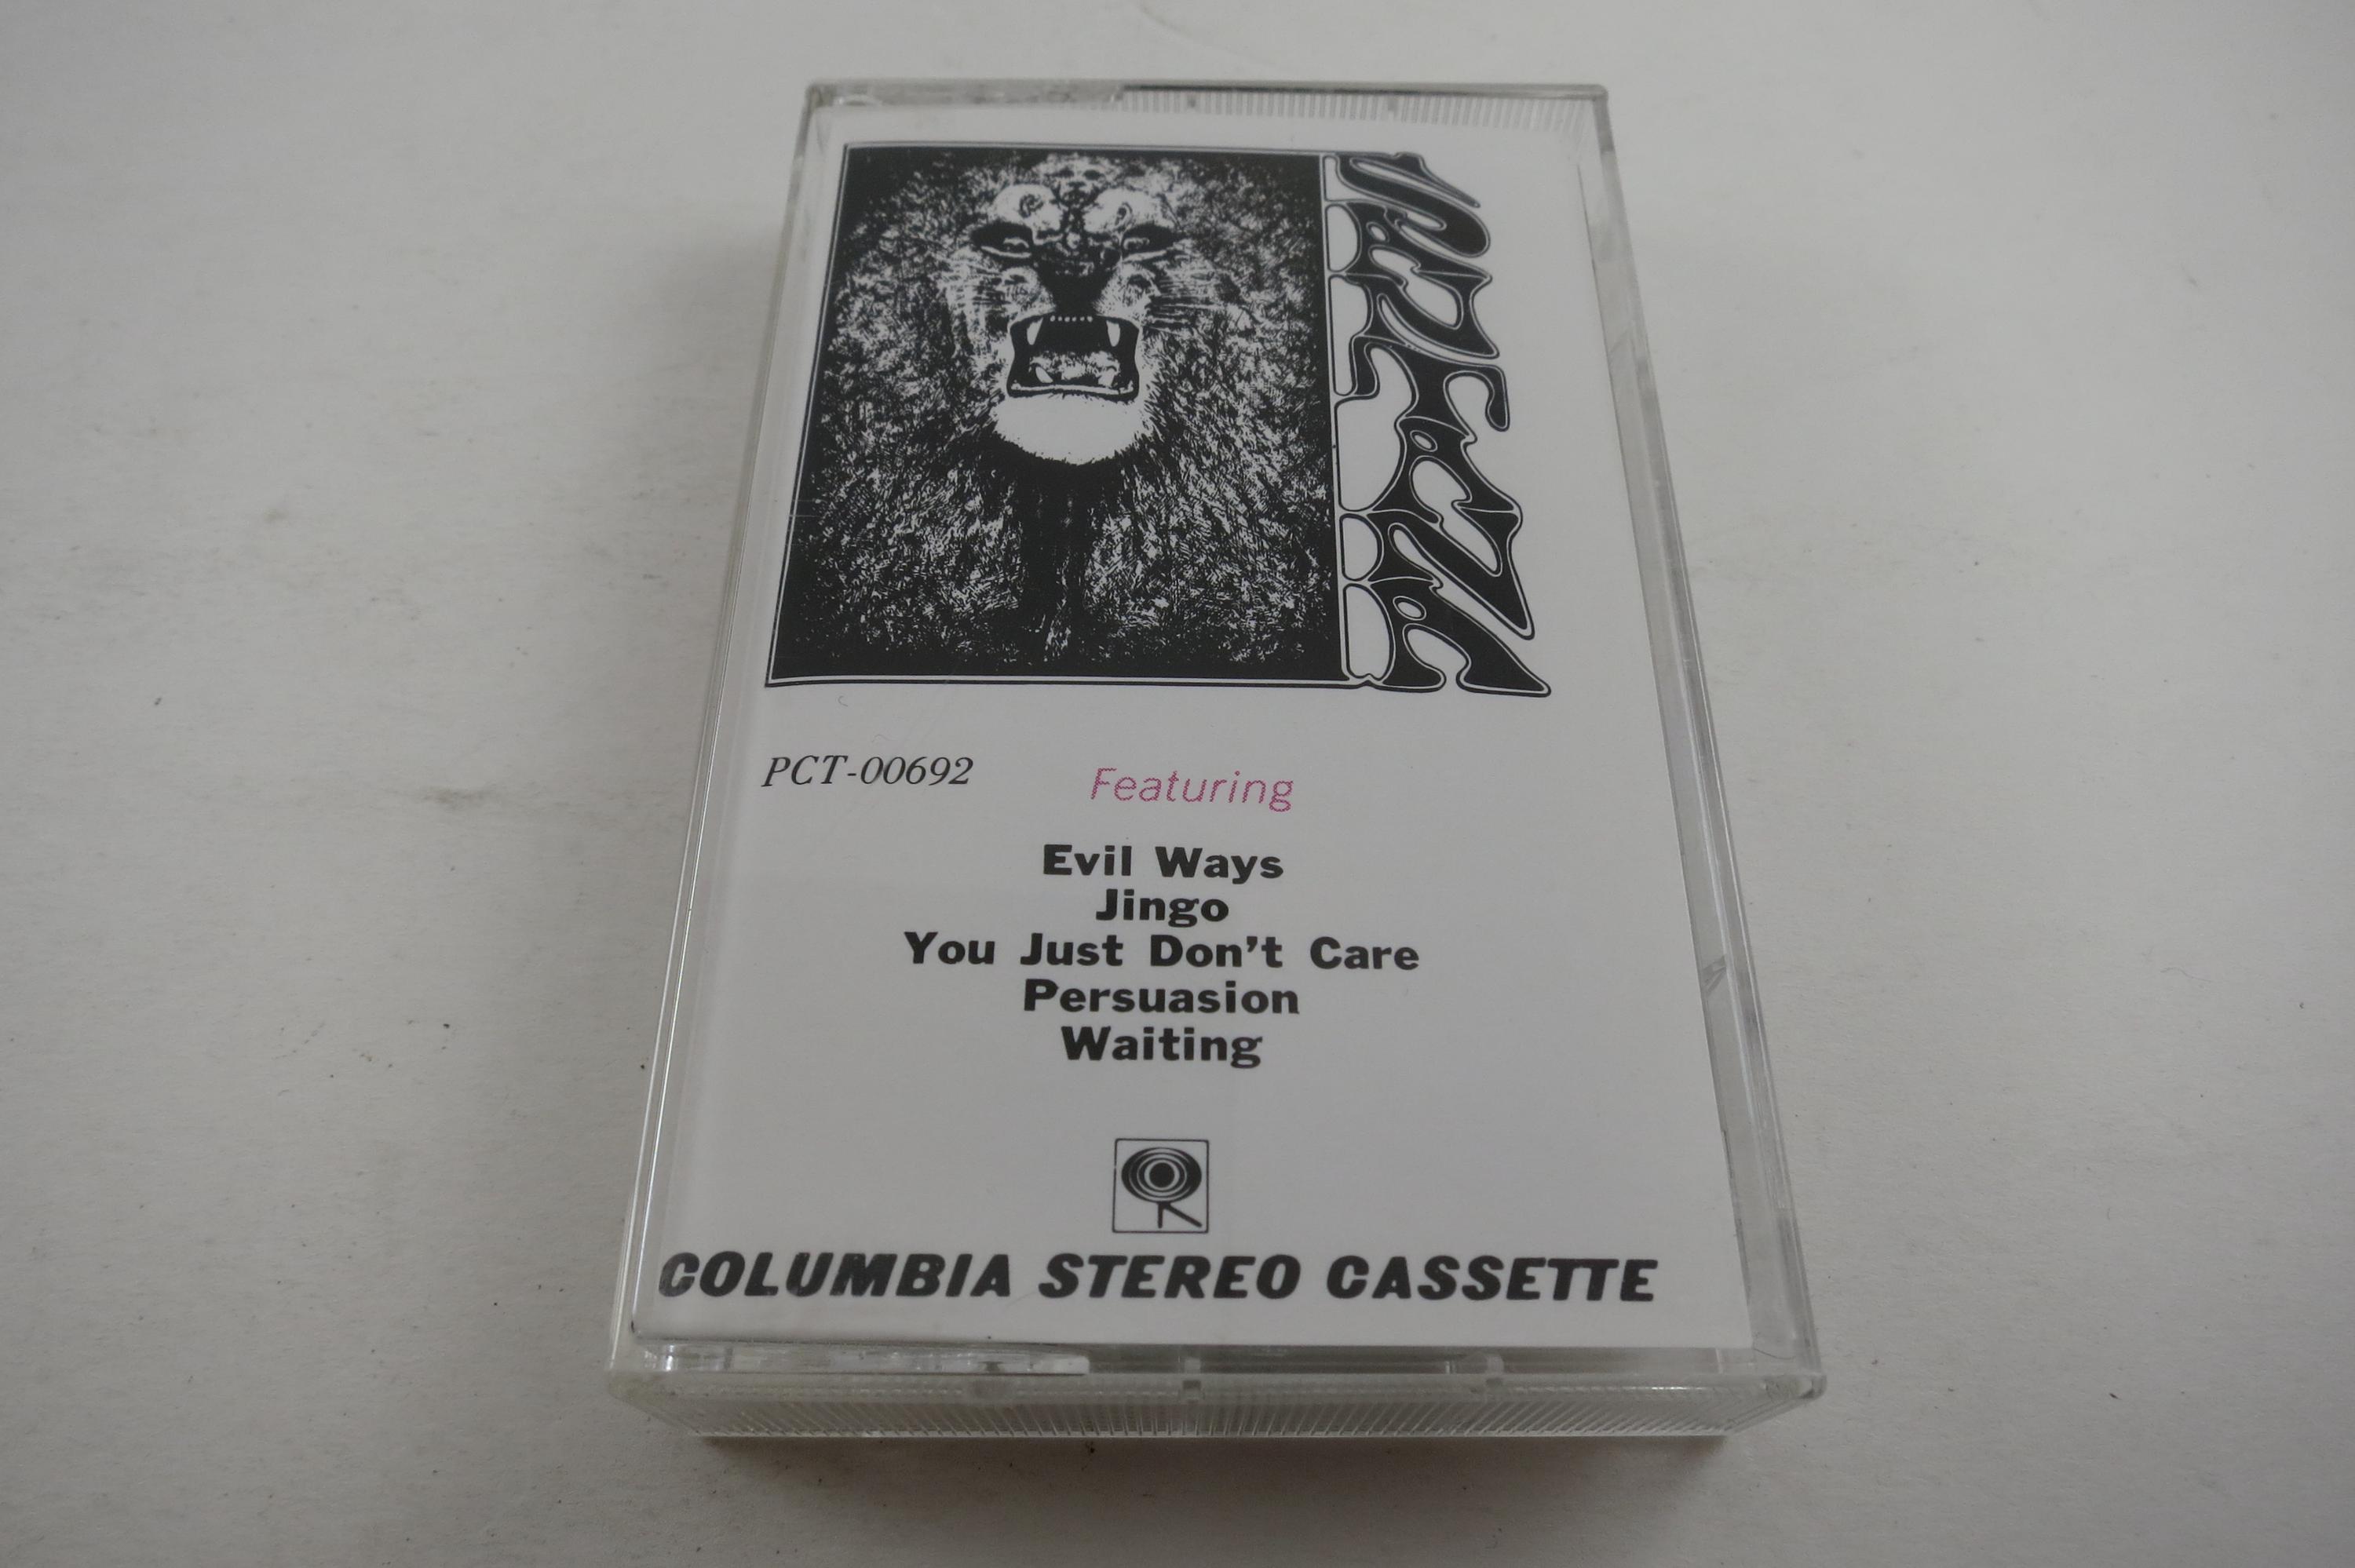 SANTANA
PCT-00692
Featuring
Evil Ways
Jingo
You Just Don't Care
Persuasion
Waiting
COLUMBIA STEREO CASSETTE